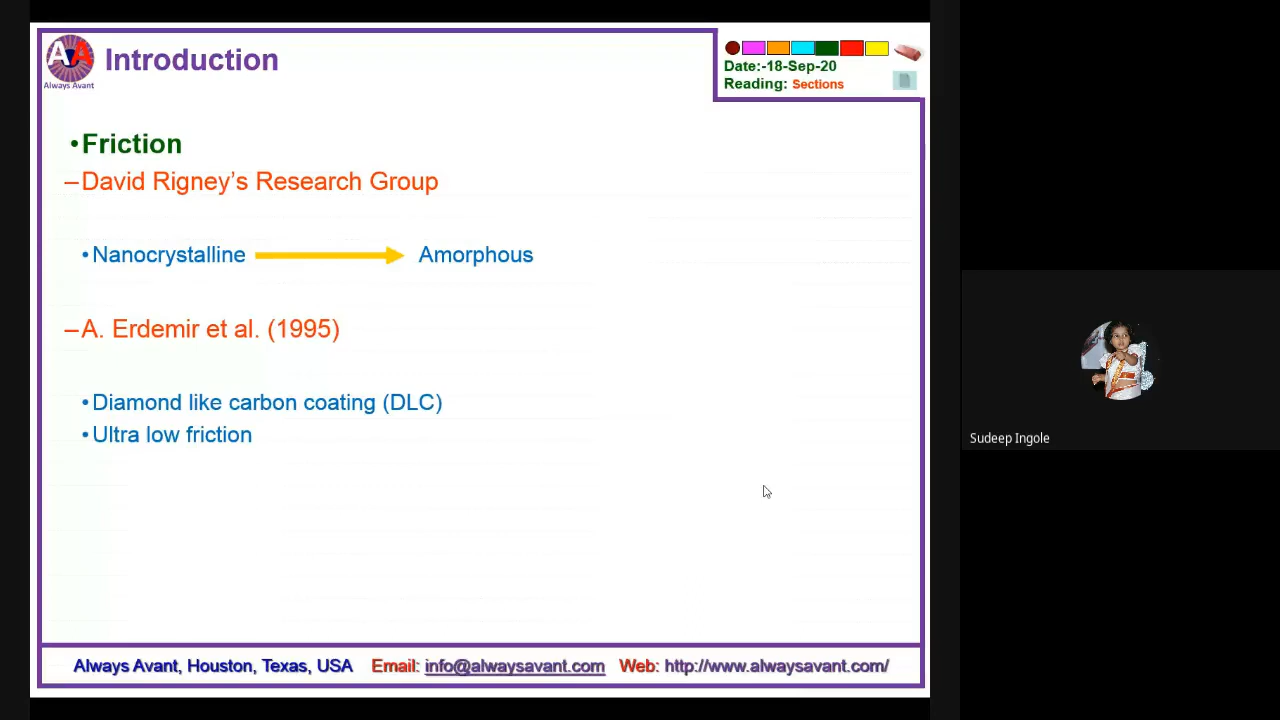 AVA
Always Avant
Introduction
Date:-18-Sep-20
Reading: Sections
•Friction
–David Rigney’s Research Group
•Nanocrystalline
Amorphous
–A. Erdemir et al. (1995)
•Diamond like carbon coating (DLC)
•Ultra low friction
Sudeep Ingole
Always Avant, Houston, Texas, USA Email: info@alwaysavant.com Web: http://www.alwaysavant.com/